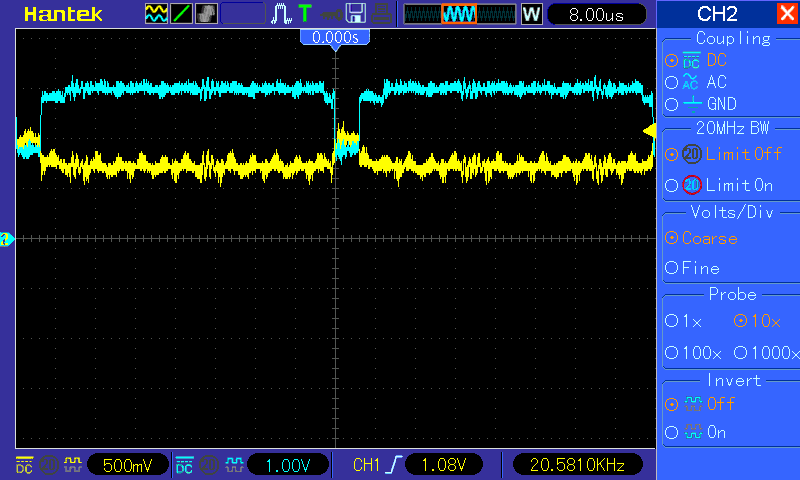 Hantek T W 8.00us CH2
0.000s
Coupling
DC DC
AC AC
GND
20MHz BW
20 Limit Off
20 Limit On
Volts/Div
Coarse
Fine
Probe
1x 10x
100x 1000x
Invert
Off
On
DC 20 500mV DC 20 1.00V CH1 1.08V 20.5810KHz